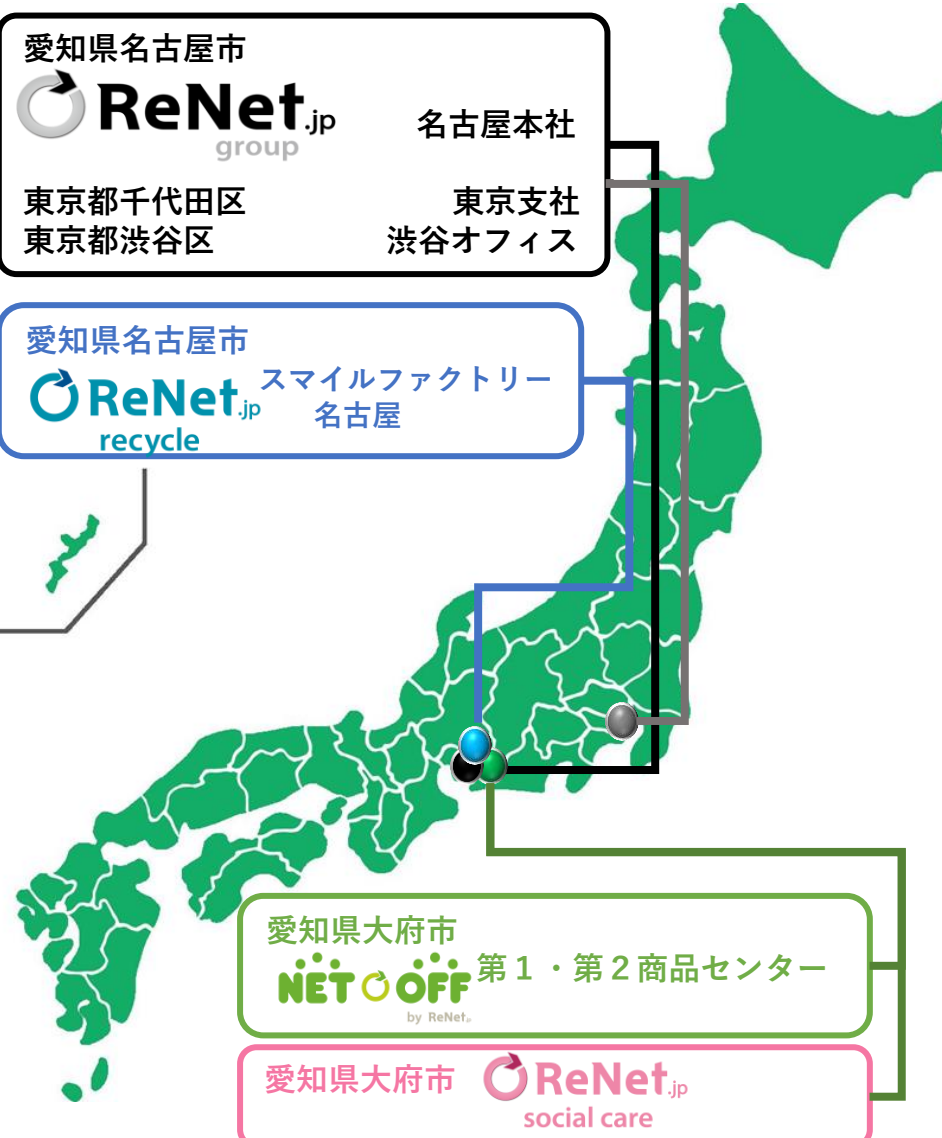 愛知県名古屋市
ReNet.jp
group
名古屋本社
東京都千代田区 東京支社
東京都渋谷区 渋谷オフィス
愛知県名古屋市
ReNet.jp
recycle
スマイルファクトリー
名古屋
愛知県大府市
NET OFF
by ReNet.jp
第１・第２商品センター
愛知県大府市
ReNet.jp
social care